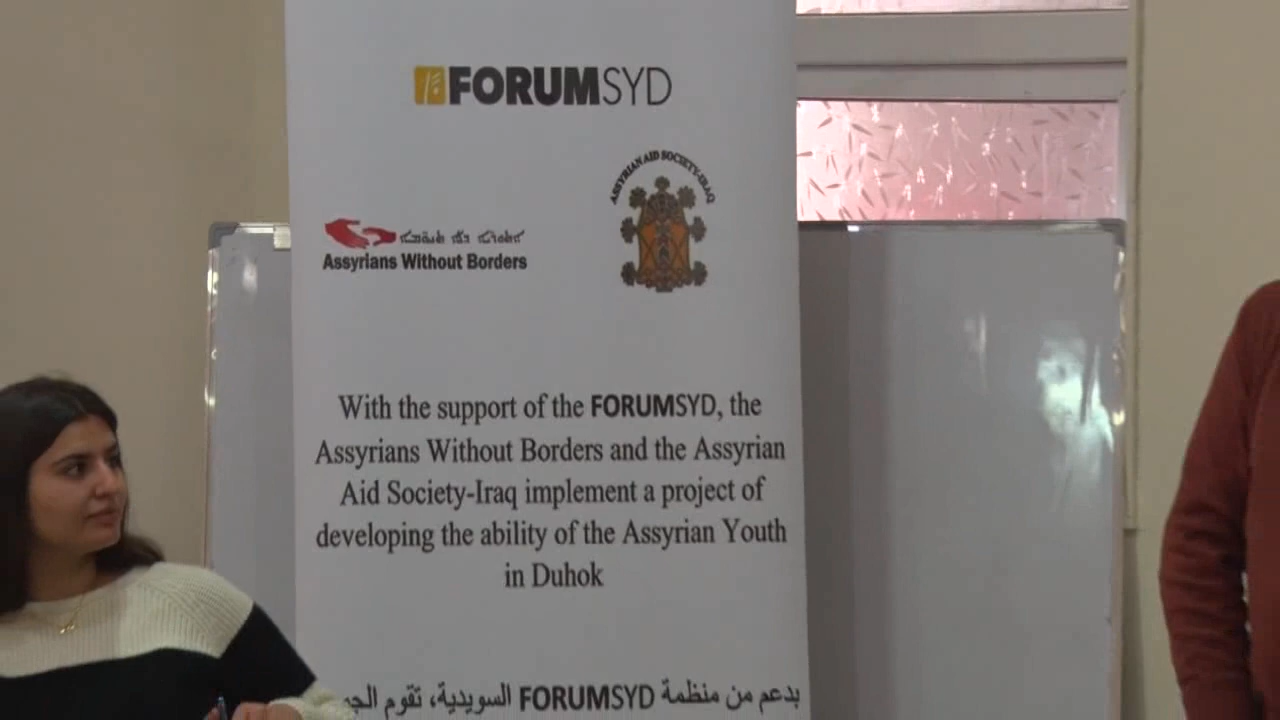 FORUMSYD
ASSYRIAN AID SOCIETY-IRAQ
Assyrians Without Borders
With the support of the FORUMSYD, the
Assyrians Without Borders and the Assyrian
Aid Society-Iraq implement a project of
developing the ability of the Assyrian Youth
in Duhok
بدعم من منظمة FORUMSYD السويدية، تقوم